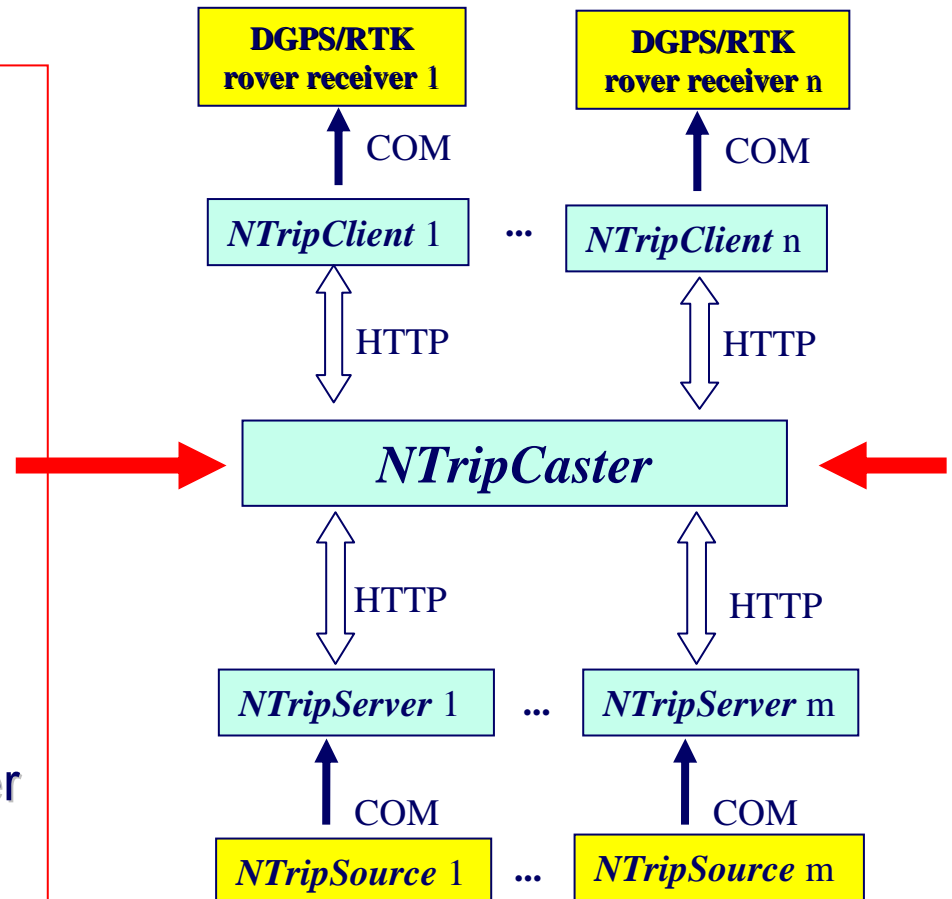 DGPS/RTK
rover receiver 1
DGPS/RTK
rover receiver n
COM
COM
NTripClient 1
...
NTripClient n
HTTP
HTTP
NTripCaster
HTTP
HTTP
NTripServer 1
...
NTripServer m
er
COM
COM
NTripSource 1
...
NTripSource m